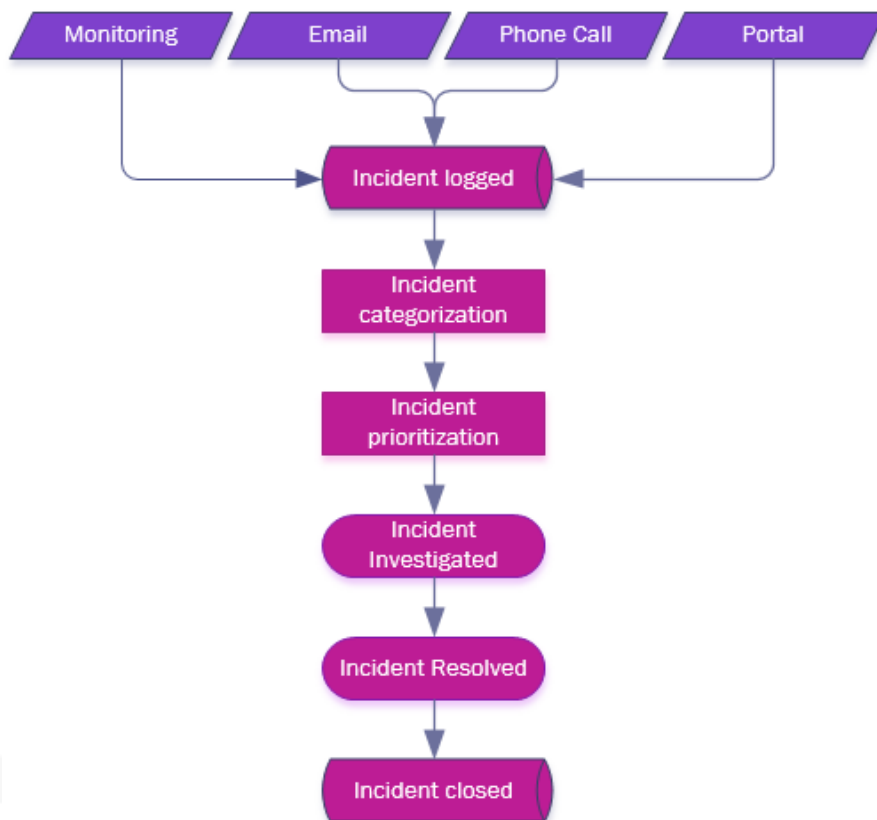 Monitoring
Email
Phone Call
Portal
Incident logged
Incident
categorization
Incident
prioritization
Incident
Investigated
Incident Resolved
Incident closed